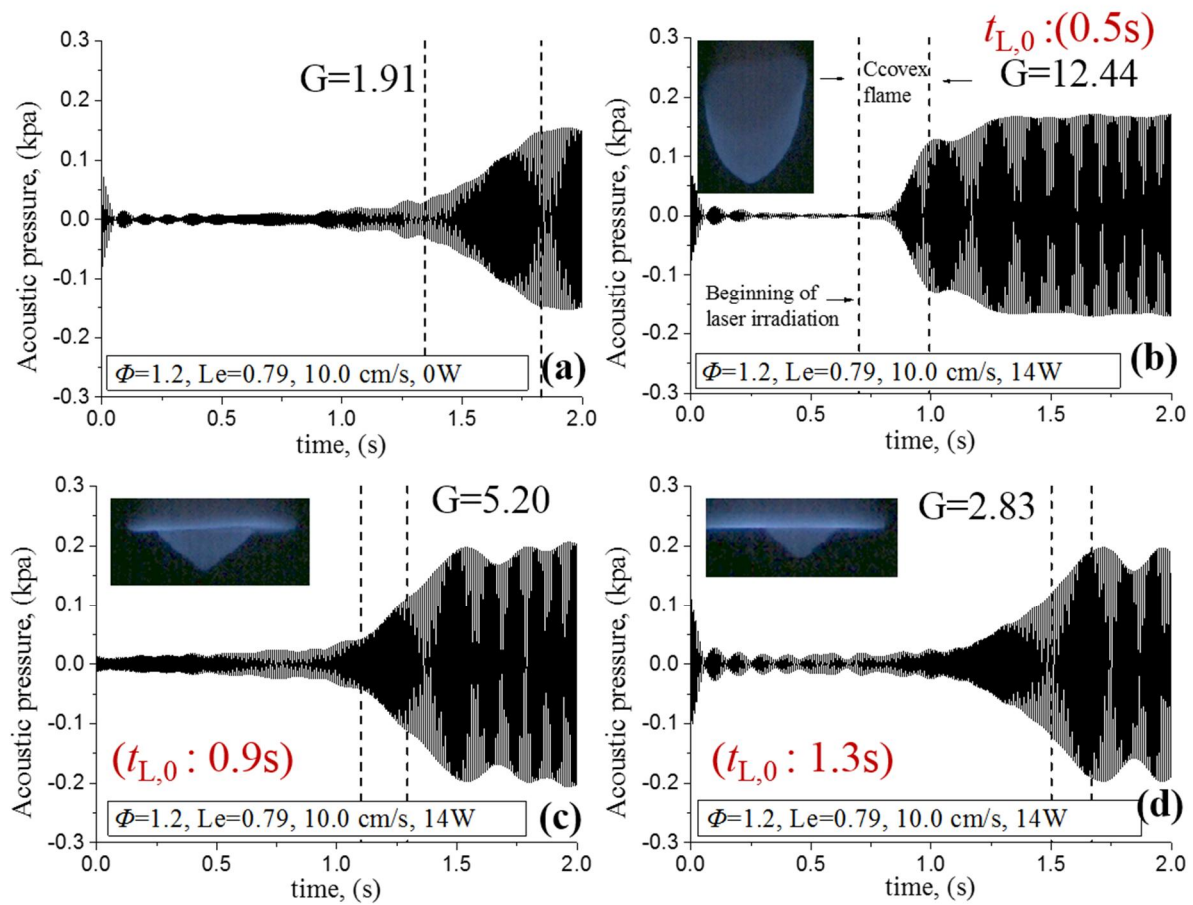 (a)
G=1.91
Acoustic pressure, (kpa)
0.3
0.2
0.1
0.0
-0.1
-0.2
-0.3
Φ=1.2, Le=0.79, 10.0 cm/s, 0W
0.0 0.5 1.0 1.5 2.0
time, (s)
(b)
t_L,0 :(0.5s)
G=12.44
Ccovex
flame
Beginning of
laser irradiation
Acoustic pressure, (kpa)
0.3
0.2
0.1
0.0
-0.1
-0.2
-0.3
Φ=1.2, Le=0.79, 10.0 cm/s, 14W
0.0 0.5 1.0 1.5 2.0
time, (s)
G=5.20
Acoustic pressure, (kpa)
0.3
0.2
0.1
0.0
-0.1
-0.2
-0.3
(t_L,0 : 0.9s)
Φ=1.2, Le=0.79, 10.0 cm/s, 14W
(c)
0.0 0.5 1.0 1.5 2.0
time, (s)
G=2.83
Acoustic pressure, (kpa)
0.3
0.2
0.1
0.0
-0.1
-0.2
-0.3
(t_L,0 : 1.3s)
Φ=1.2, Le=0.79, 10.0 cm/s, 14W
(d)
0.0 0.5 1.0 1.5 2.0
time, (s)